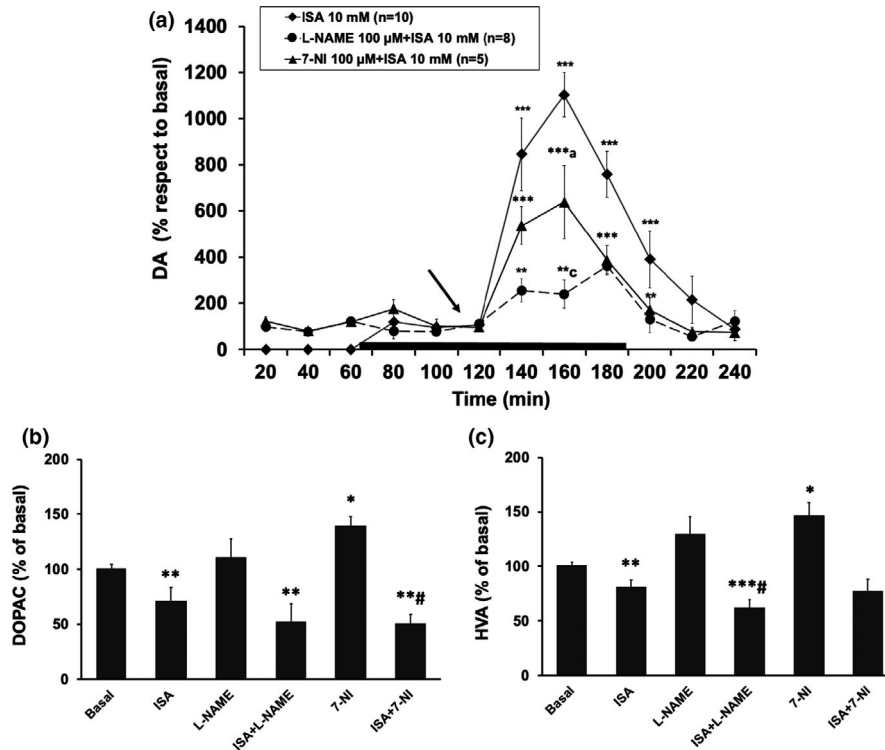 (a)
ISA 10 mM (n=10)
L-NAME 100 µM+ISA 10 mM (n=8)
7-NI 100 µM+ISA 10 mM (n=5)
DA (% respect to basal)
1400
1200
1000
800
600
400
200
0
***
***
***
***a
***
***
***
**
**c
**
20 40 60 80 100 120 140 160 180 200 220 240
Time (min)
(b)
DOPAC (% of basal)
200
150
100
50
0
**
**
*
**#
Basal ISA L-NAME ISA+L-NAME 7-NI ISA+7-NI
(c)
HVA (% of basal)
200
150
100
50
0
**
***#
*
Basal ISA L-NAME ISA+L-NAME 7-NI ISA+7-NI